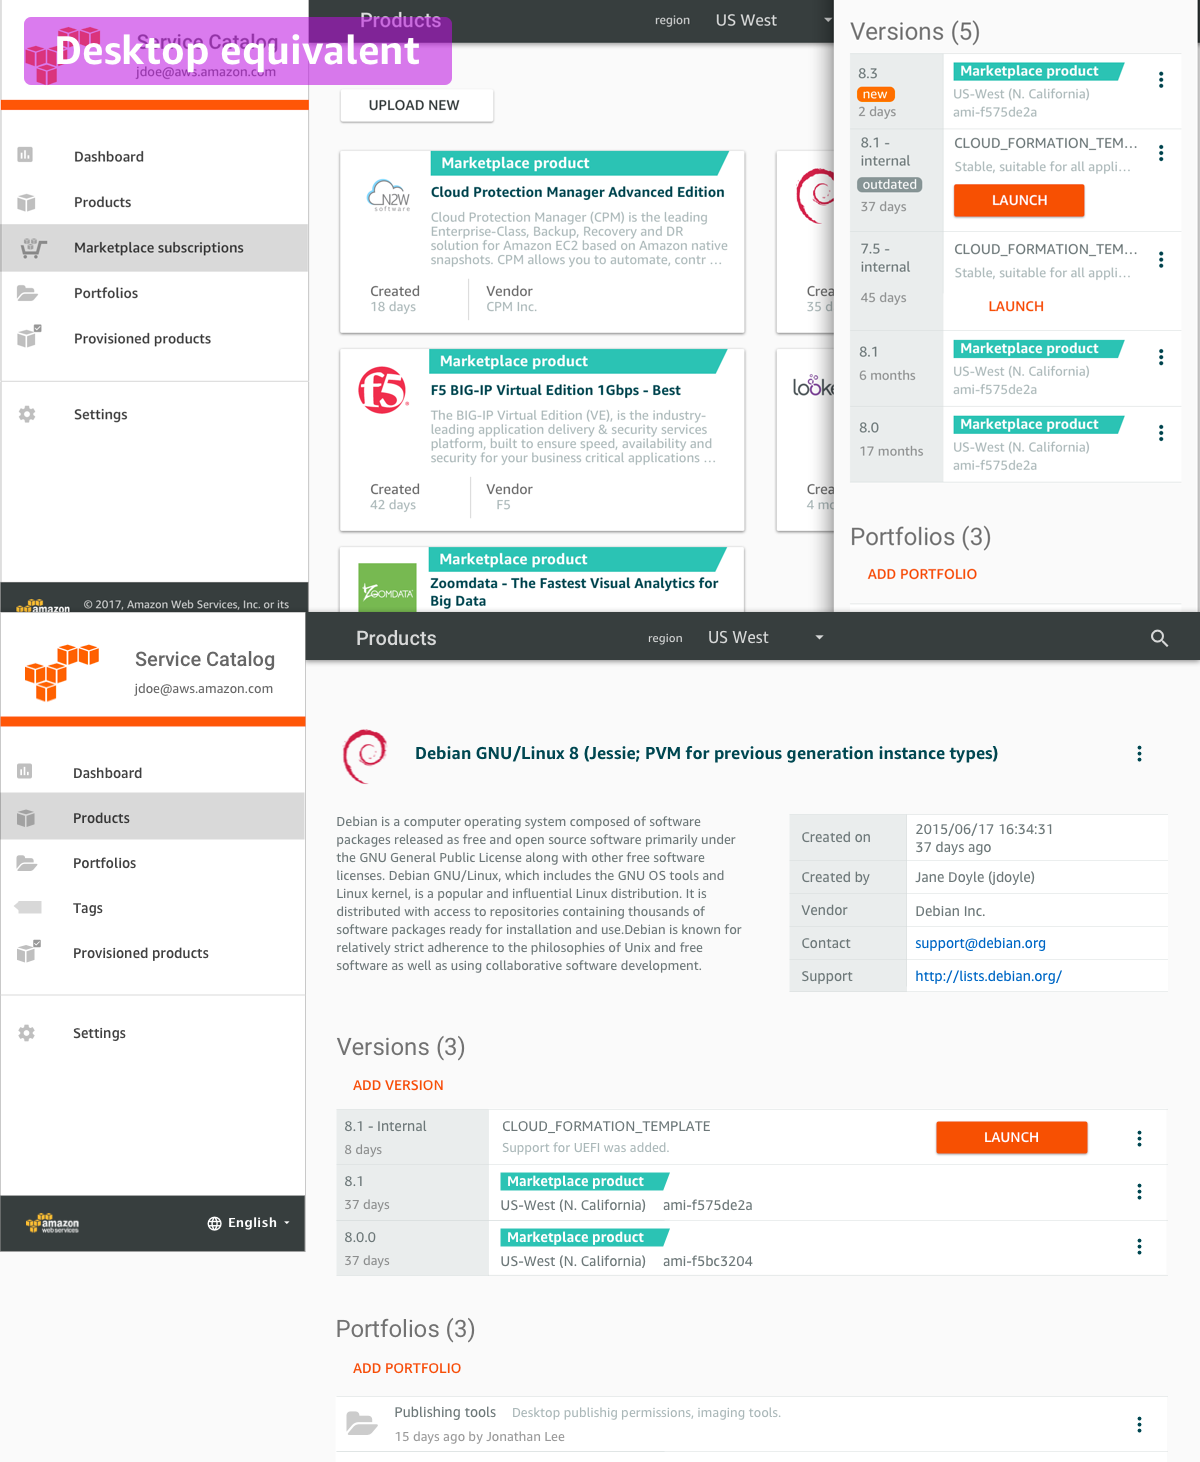 Desktop equivalent
Service Catalog
jdoe@aws.amazon.com
Dashboard
Products
Marketplace subscriptions
Portfolios
Provisioned products
Settings
amazon
© 2017, Amazon Web Services, Inc. or its
Products
region
US West
UPLOAD NEW
N2W
software
Marketplace product
Cloud Protection Manager Advanced Edition
Cloud Protection Manager (CPM) is the leading
Enterprise-Class, Backup, Recovery and DR
solution for Amazon EC2 based on Amazon native
snapshots. CPM allows you to automate, contr ...
Created
18 days
Vendor
CPM Inc.
Crea
35 d
f5
Marketplace product
F5 BIG-IP Virtual Edition 1Gbps - Best
The BIG-IP Virtual Edition (VE), is the industry-
leading application delivery & security services
platform, built to ensure speed, availability and
security for your business critical applications ...
Created
42 days
Vendor
F5
looke
Crea
4 mo
ZOOMDATA
Marketplace product
Zoomdata - The Fastest Visual Analytics for
Big Data
Versions (5)
8.3
new
2 days
Marketplace product
US-West (N. California)
ami-f575de2a
8.1 -
internal
outdated
37 days
CLOUD_FORMATION_TEM...
Stable, suitable for all appli...
LAUNCH
7.5 -
internal
45 days
CLOUD_FORMATION_TEM...
Stable, suitable for all appli...
LAUNCH
8.1
6 months
Marketplace product
US-West (N. California)
ami-f575de2a
8.0
17 months
Marketplace product
US-West (N. California)
ami-f575de2a
Portfolios (3)
ADD PORTFOLIO
Service Catalog
jdoe@aws.amazon.com
Dashboard
Products
Portfolios
Tags
Provisioned products
Settings
amazon
webservices
English
Products
region
US West
Debian GNU/Linux 8 (Jessie; PVM for previous generation instance types)
Debian is a computer operating system composed of software
packages released as free and open source software primarily under
the GNU General Public License along with other free software
licenses. Debian GNU/Linux, which includes the GNU OS tools and
Linux kernel, is a popular and influential Linux distribution. It is
distributed with access to repositories containing thousands of
software packages ready for installation and use.Debian is known for
relatively strict adherence to the philosophies of Unix and free
software as well as using collaborative software development.
Created on
2015/06/17 16:34:31
37 days ago
Created by
Jane Doyle (jdoyle)
Vendor
Debian Inc.
Contact
support@debian.org
Support
http://lists.debian.org/
Versions (3)
ADD VERSION
8.1 - Internal
8 days
CLOUD_FORMATION_TEMPLATE
Support for UEFI was added.
LAUNCH
8.1
37 days
Marketplace product
US-West (N. California) ami-f575de2a
8.0.0
37 days
Marketplace product
US-West (N. California) ami-f5bc3204
Portfolios (3)
ADD PORTFOLIO
Publishing tools Desktop publishig permissions, imaging tools.
15 days ago by Jonathan Lee